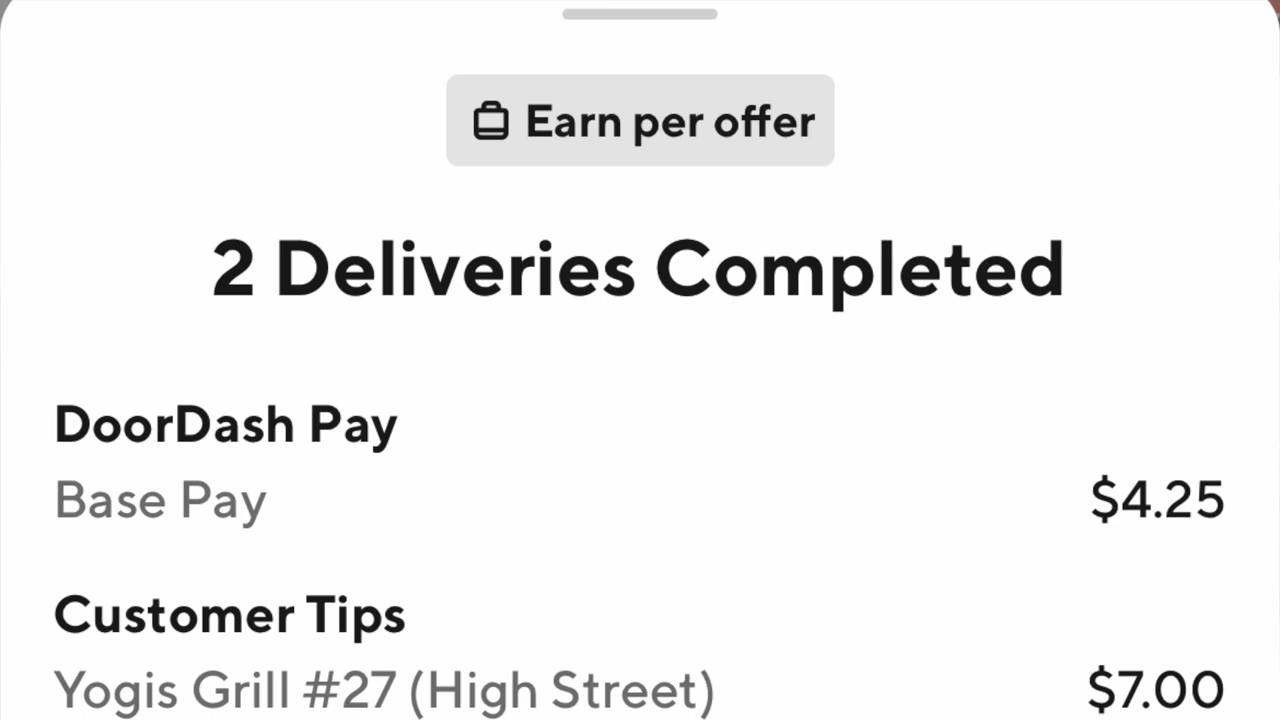 Earn per offer
2 Deliveries Completed
DoorDash Pay
Base Pay $4.25
Customer Tips
Yogis Grill #27 (High Street) $7.00